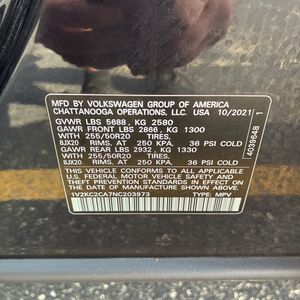 MFD BY VOLKSWAGEN GROUP OF AMERICA
CHATTANOOGA OPERATIONS, LLC. USA 10/2021
GVWR LBS 5688, KG 2580
GAWR FRONT LBS 2866, KG 1300
WITH 255/50R20 TIRES,
8JX20 RIMS, AT 250 KPA. 36 PSI COLD
GAWR REAR LBS 2932, KG 1330
WITH 255/50R20 TIRES,
8JX20 RIMS, AT 250 KPA. 36 PSI COLD
THIS VEHICLE CONFORMS TO ALL APPLICABLE
U.S. FEDERAL MOTOR VEHICLE SAFETY AND
THEFT PREVENTION STANDARDS IN EFFECT ON
THE DATE OF MANUFACTURE SHOWN ABOVE.
1V2KC2CA7NC203973 TYPE: MPV
4039648 1